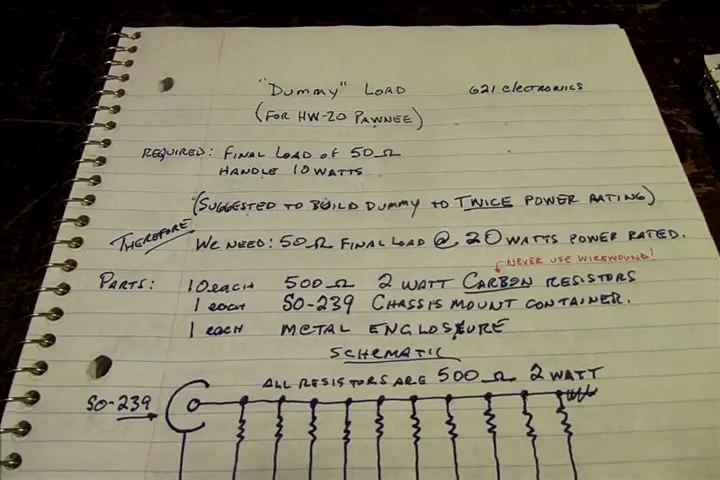 "Dummy" LOAD
621 electronics
(FOR HW-20 PAWNEE)
REQUIRED: FINAL LOAD OF 50Ω
HANDLE 10 WATTS
(SUGGESTED TO BUILD DUMMY TO TWICE POWER RATING)
THEREFORE
WE NEED: 50Ω FINAL LOAD @ 20 WATTS POWER RATED.
NEVER USE WIREWOUND!
PARTS: 10 each 500Ω 2 WATT CARBON RESISTORS
1 each SO-239 CHASSIS MOUNT CONTAINER.
1 each METAL ENCLOSURE
SCHEMATIC
ALL RESISTORS ARE 500Ω 2 WATT
SO-239